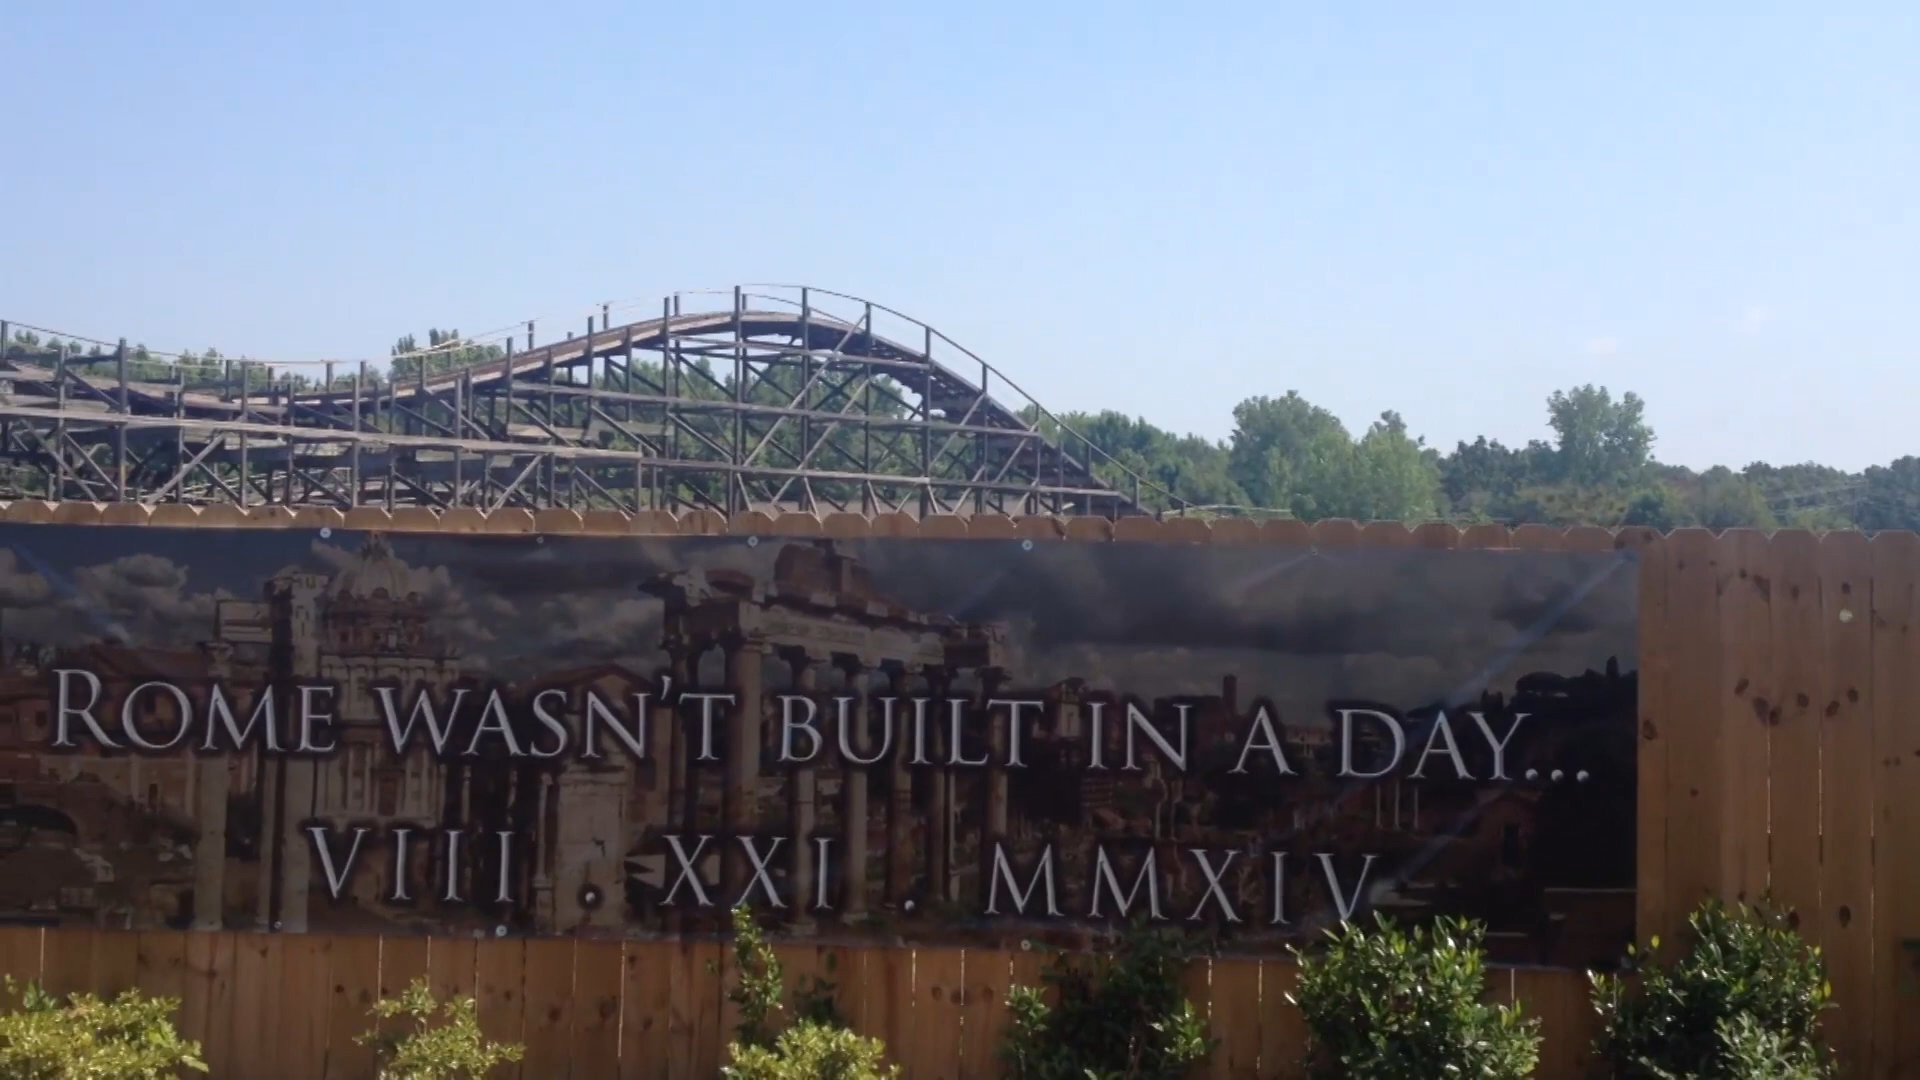 ROME WASN'T BUILT IN A DAY...
VIII . XXI . MMXIV